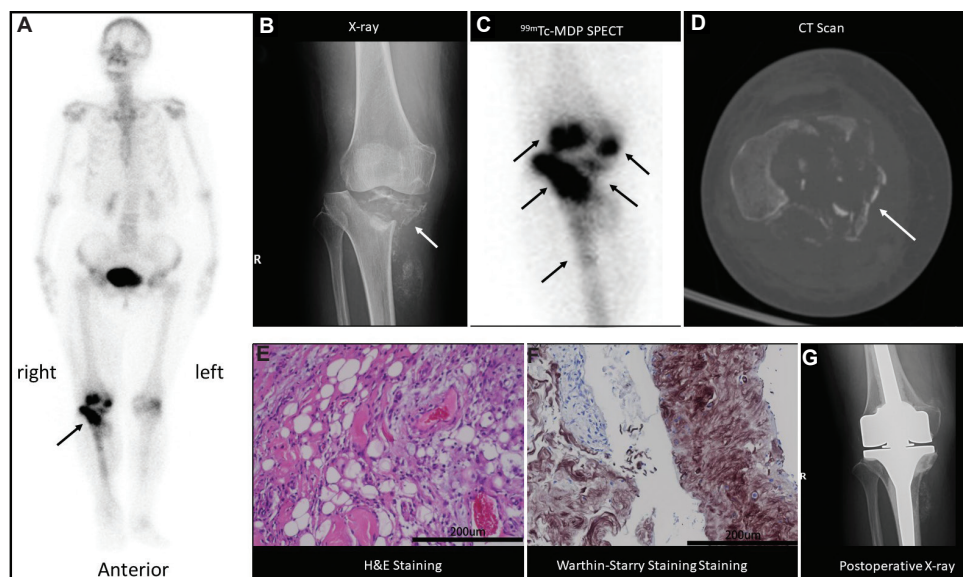 A
right
left
Anterior
B
X-ray
R
C
99mTc-MDP SPECT
D
CT Scan
E
200um
H&E Staining
F
200um
Warthin-Starry Staining Staining
G
R
Postoperative X-ray